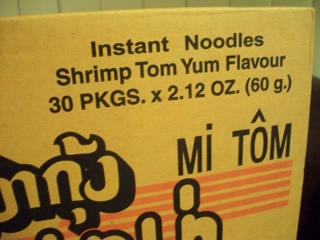 Instant Noodles
Shrimp Tom Yum Flavour
30 PKGS. x 2.12 OZ. (60 g.)
MÌ TÔM